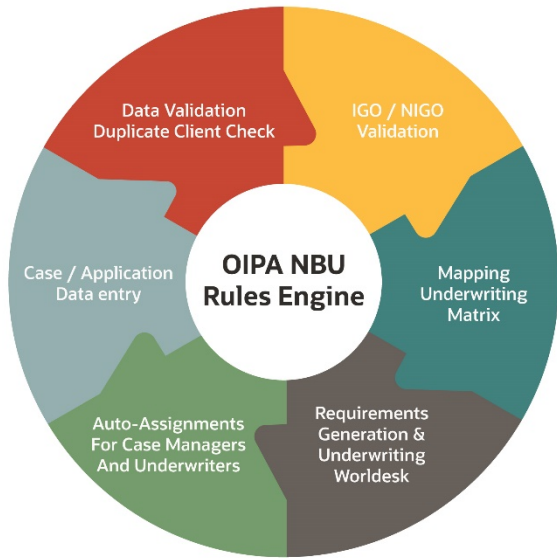 Data Validation
Duplicate Client Check
IGO / NIGO
Validation
Case / Application
Data entry
OIPA NBU
Rules Engine
Mapping
Underwriting
Matrix
Auto-Assignments
For Case Managers
And Underwriters
Requirements
Generation &
Underwriting
Worldesk